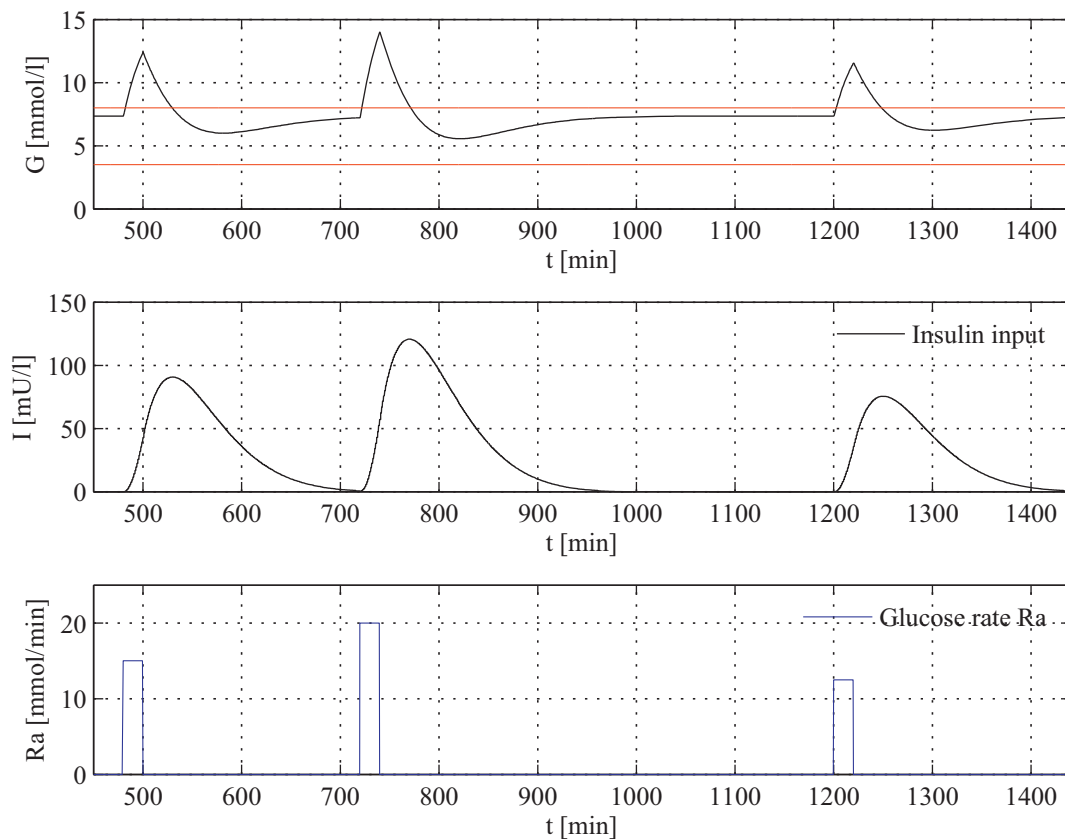 15
10
5
0
G [mmol/l]
500 600 700 800 900 1000 1100 1200 1300 1400
t [min]
150
100
50
0
I [mU/l]
Insulin input
500 600 700 800 900 1000 1100 1200 1300 1400
t [min]
20
10
0
Ra [mmol/min]
Glucose rate Ra
500 600 700 800 900 1000 1100 1200 1300 1400
t [min]